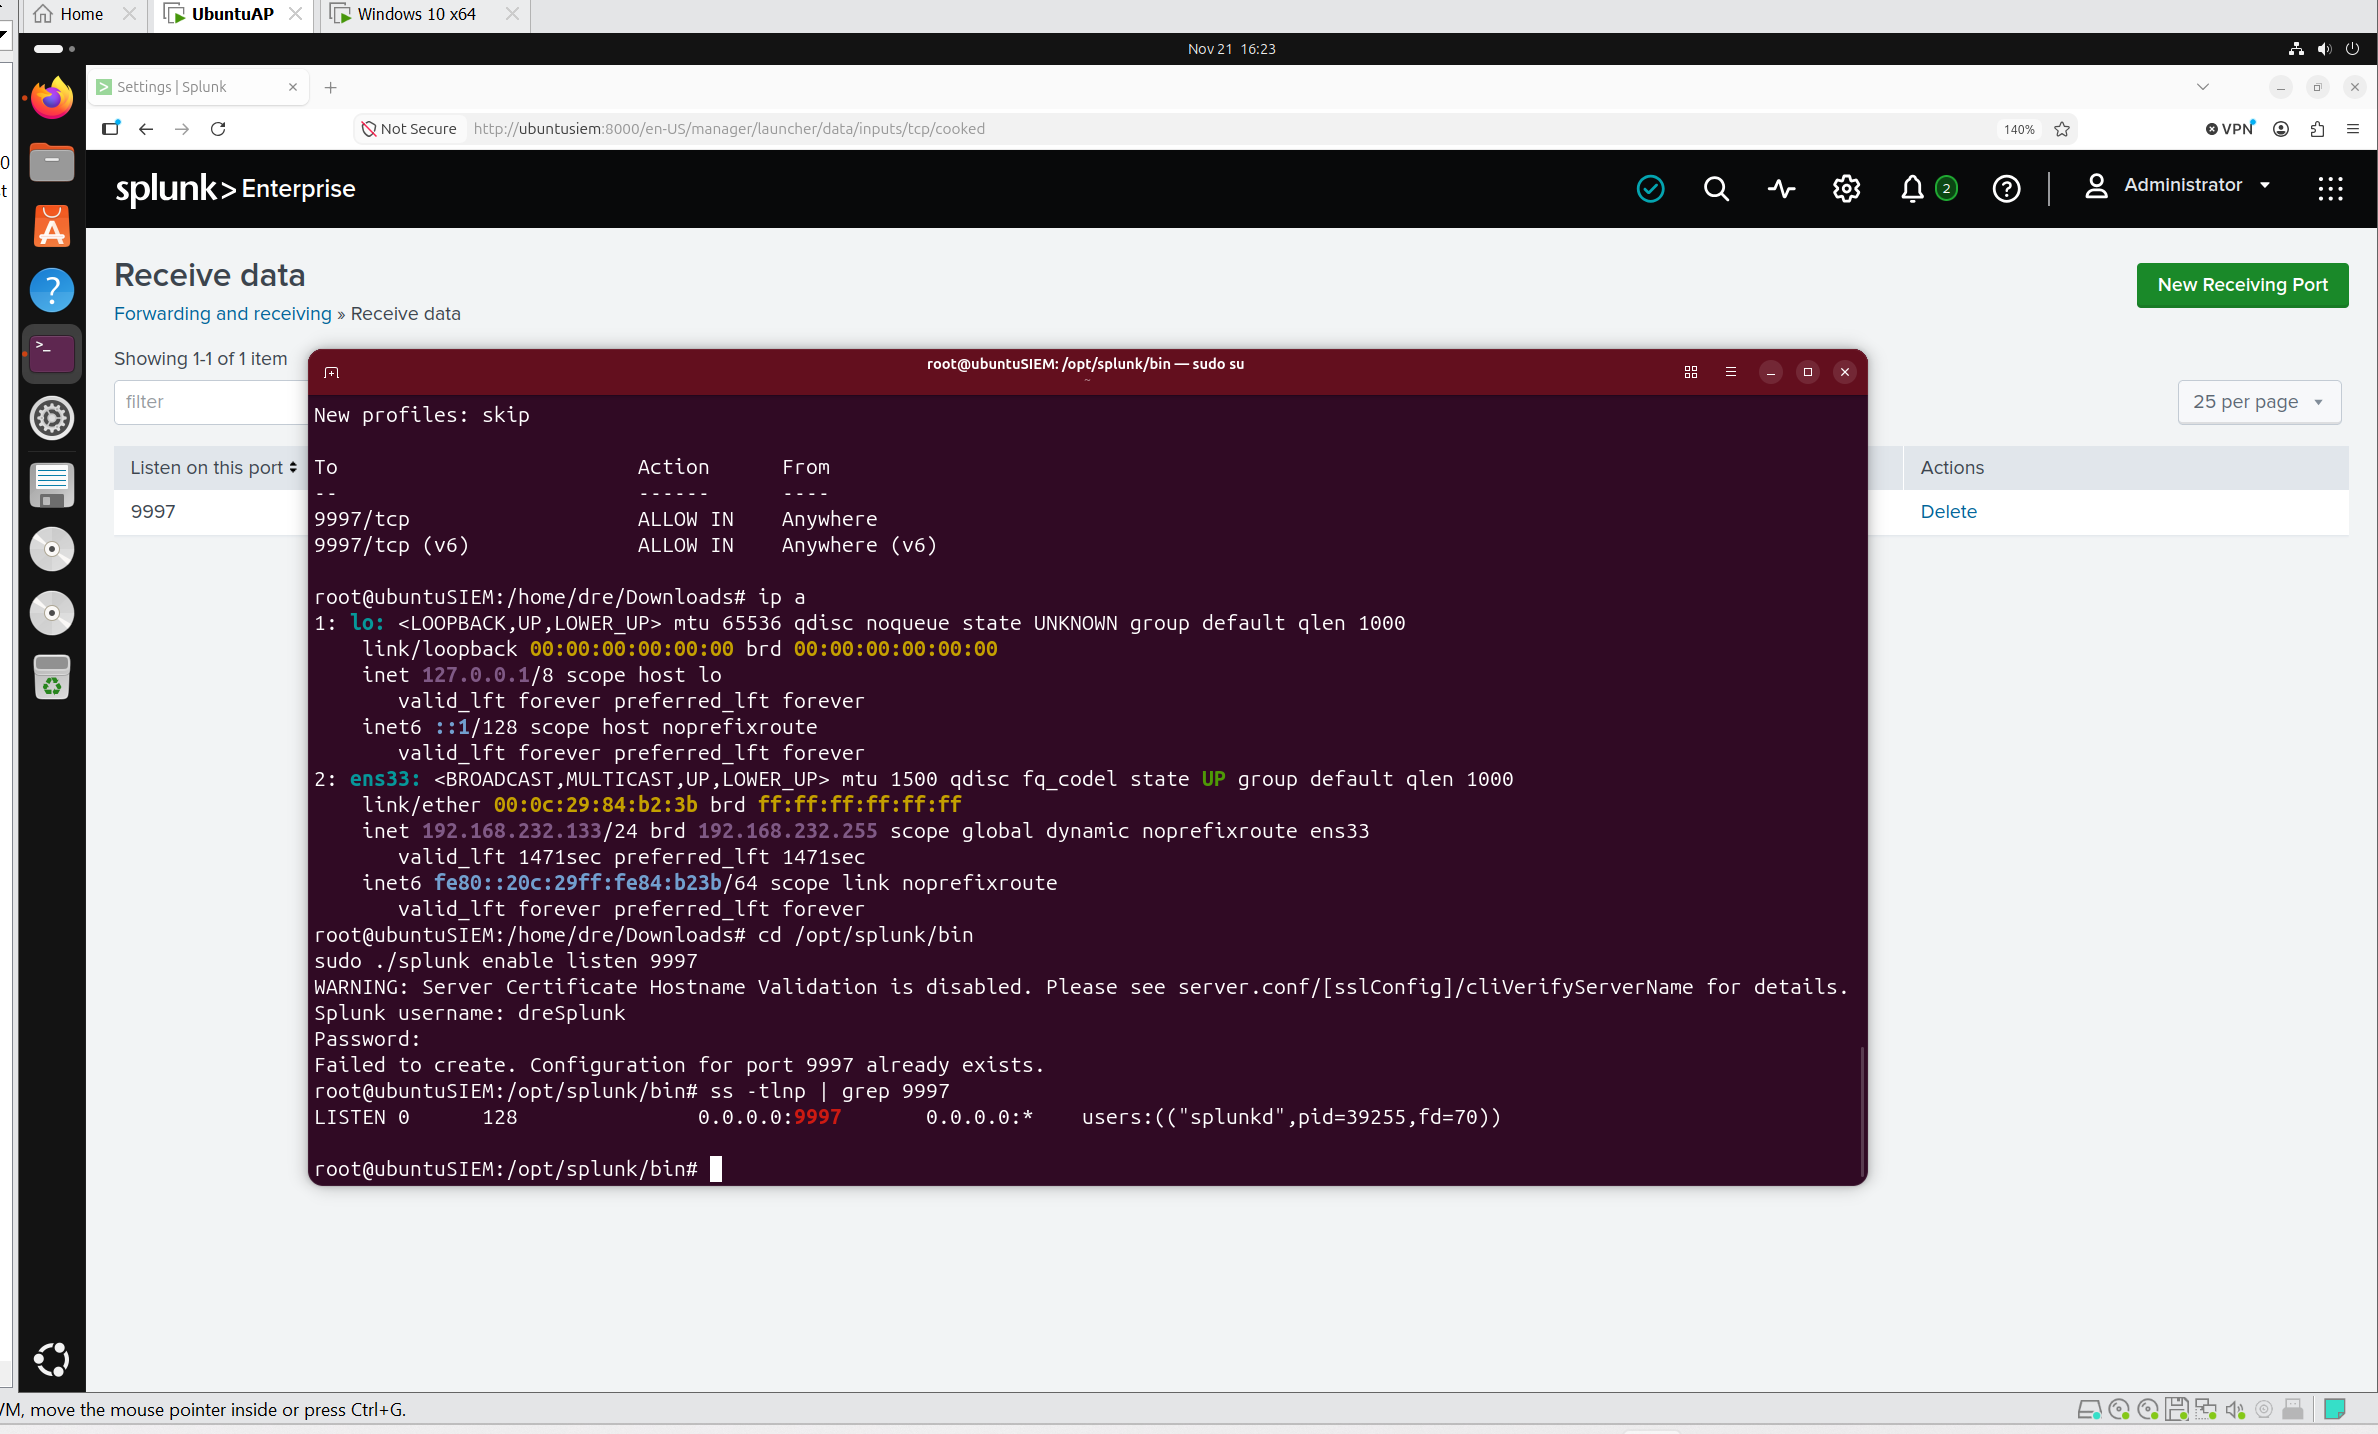 Home
UbuntuAP
Windows 10 x64
Nov 21 16:23
Settings | Splunk
Not Secure
http://ubuntusiem:8000/en-US/manager/launcher/data/inputs/tcp/cooked
140%
VPN
0
t
splunk> Enterprise
2
Administrator
Receive data
New Receiving Port
Forwarding and receiving » Receive data
Showing 1-1 of 1 item
filter
25 per page
Listen on this port
Actions
9997
Delete
root@ubuntuSIEM: /opt/splunk/bin — sudo su
~
New profiles: skip
To Action From
-- ------ ----
9997/tcp ALLOW IN Anywhere
9997/tcp (v6) ALLOW IN Anywhere (v6)
root@ubuntuSIEM:/home/dre/Downloads# ip a
1: lo: <LOOPBACK,UP,LOWER_UP> mtu 65536 qdisc noqueue state UNKNOWN group default qlen 1000
link/loopback 00:00:00:00:00:00 brd 00:00:00:00:00:00
inet 127.0.0.1/8 scope host lo
valid_lft forever preferred_lft forever
inet6 ::1/128 scope host noprefixroute
valid_lft forever preferred_lft forever
2: ens33: <BROADCAST,MULTICAST,UP,LOWER_UP> mtu 1500 qdisc fq_codel state UP group default qlen 1000
link/ether 00:0c:29:84:b2:3b brd ff:ff:ff:ff:ff:ff
inet 192.168.232.133/24 brd 192.168.232.255 scope global dynamic noprefixroute ens33
valid_lft 1471sec preferred_lft 1471sec
inet6 fe80::20c:29ff:fe84:b23b/64 scope link noprefixroute
valid_lft forever preferred_lft forever
root@ubuntuSIEM:/home/dre/Downloads# cd /opt/splunk/bin
sudo ./splunk enable listen 9997
WARNING: Server Certificate Hostname Validation is disabled. Please see server.conf/[sslConfig]/cliVerifyServerName for details.
Splunk username: dreSplunk
Password:
Failed to create. Configuration for port 9997 already exists.
root@ubuntuSIEM:/opt/splunk/bin# ss -tlnp | grep 9997
LISTEN 0 128 0.0.0.0:9997 0.0.0.0:* users:(("splunkd",pid=39255,fd=70))
root@ubuntuSIEM:/opt/splunk/bin#
VM, move the mouse pointer inside or press Ctrl+G.